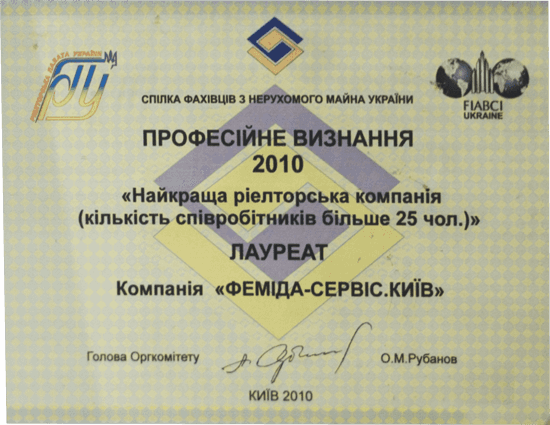 СПІЛКА ФАХІВЦІВ З НЕРУХОМОГО МАЙНА УКРАЇНИ
FIABCI
UKRAINE
ПРОФЕСІЙНЕ ВИЗНАННЯ
2010
«Найкраща ріелторська компанія
(кількість співробітників більше 25 чол.)»
ЛАУРЕАТ
Компанія «ФЕМІДА-СЕРВІС.КИЇВ»
Голова Оргкомітету
О.М.Рубанов
КИЇВ 2010